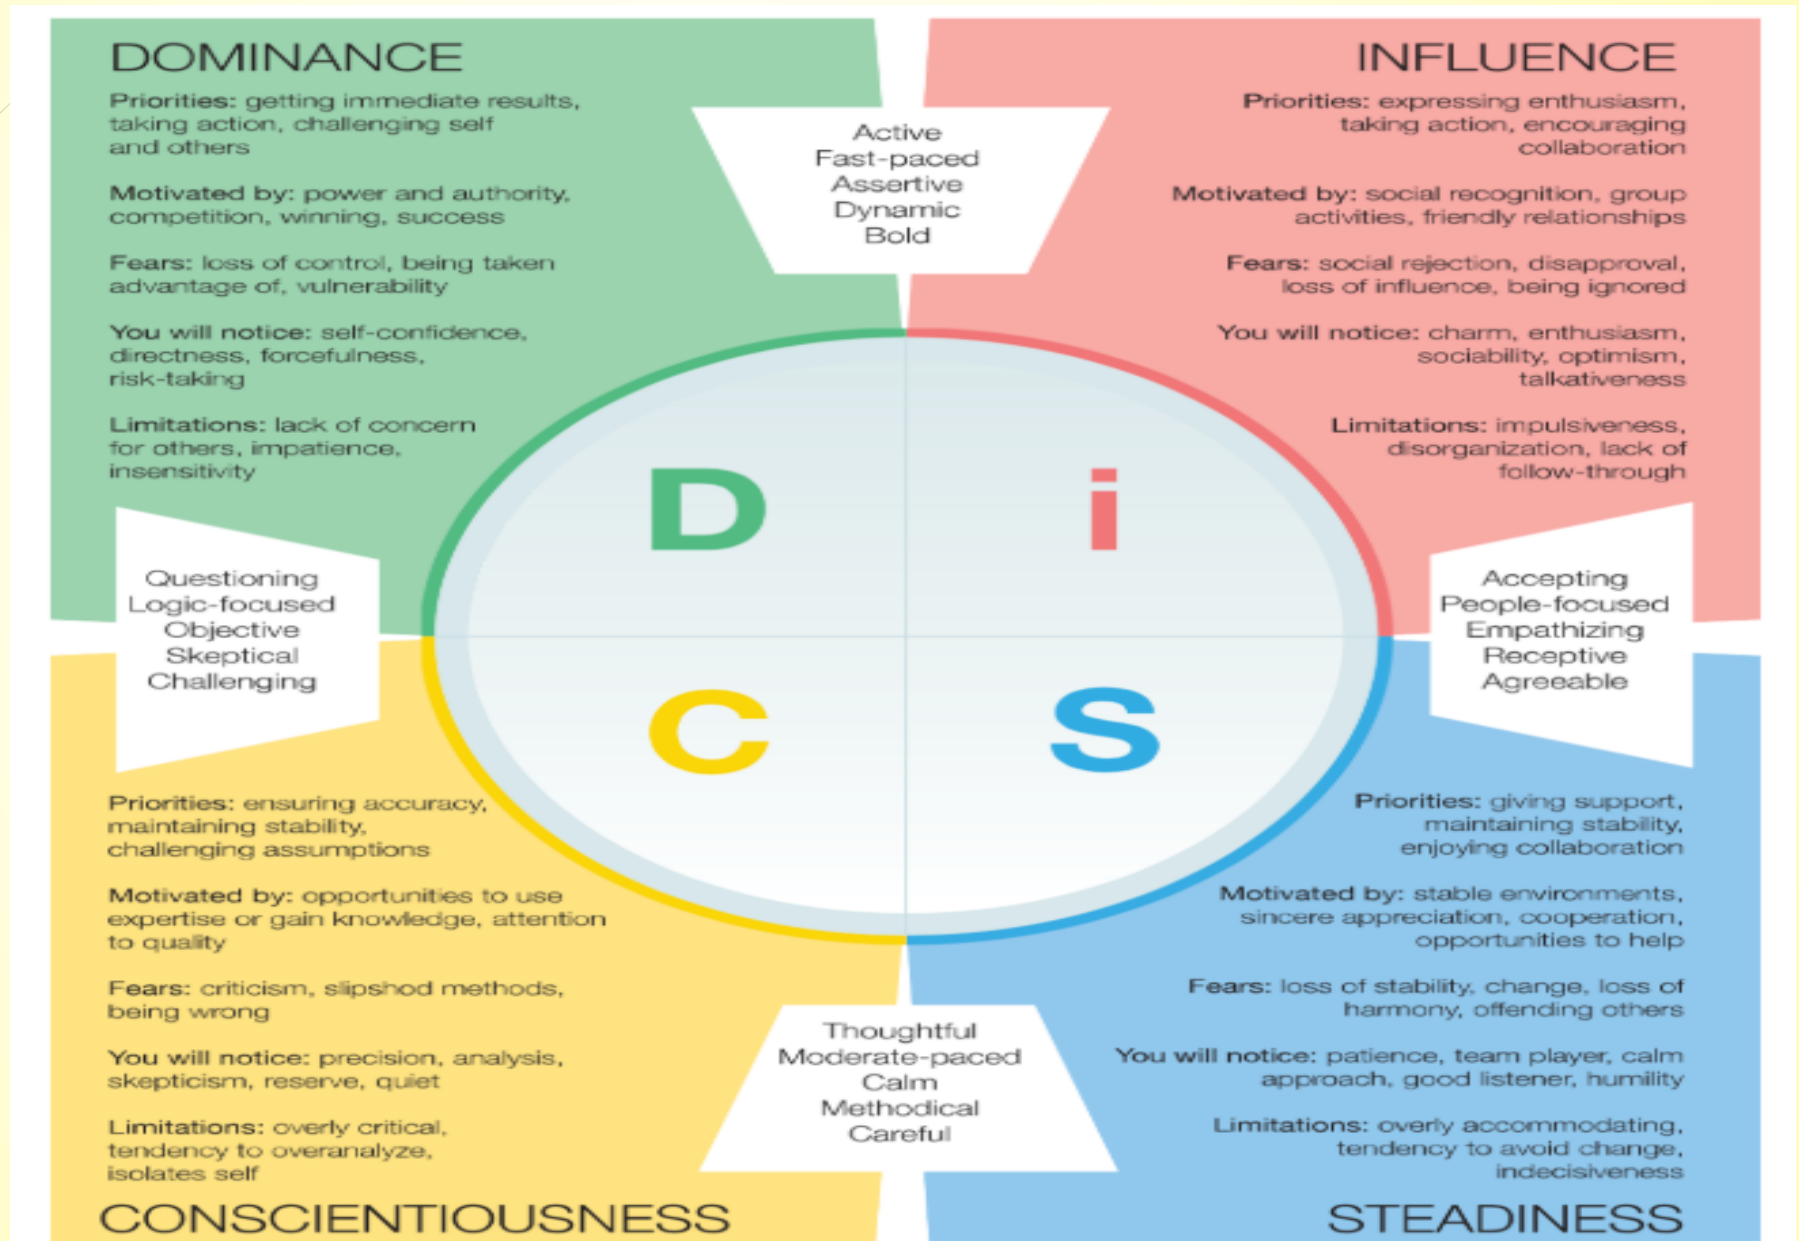 DOMINANCE
Priorities: getting immediate results,
taking action, challenging self
and others
Motivated by: power and authority,
competition, winning, success
Fears: loss of control, being taken
advantage of, vulnerability
You will notice: self-confidence,
directness, forcefulness,
risk-taking
Limitations: lack of concern
for others, impatience,
insensitivity
Active
Fast-paced
Assertive
Dynamic
Bold
INFLUENCE
Priorities: expressing enthusiasm,
taking action, encouraging
collaboration
Motivated by: social recognition, group
activities, friendly relationships
Fears: social rejection, disapproval,
loss of influence, being ignored
You will notice: charm, enthusiasm,
sociability, optimism,
talkativeness
Limitations: impulsiveness,
disorganization, lack of
follow-through
D
i
C
S
Questioning
Logic-focused
Objective
Skeptical
Challenging
Accepting
People-focused
Empathizing
Receptive
Agreeable
Priorities: ensuring accuracy,
maintaining stability,
challenging assumptions
Motivated by: opportunities to use
expertise or gain knowledge, attention
to quality
Fears: criticism, slipshod methods,
being wrong
You will notice: precision, analysis,
skepticism, reserve, quiet
Limitations: overly critical,
tendency to overanalyze,
isolates self
CONSCIENTIOUSNESS
Thoughtful
Moderate-paced
Calm
Methodical
Careful
Priorities: giving support,
maintaining stability,
enjoying collaboration
Motivated by: stable environments,
sincere appreciation, cooperation,
opportunities to help
Fears: loss of stability, change, loss of
harmony, offending others
You will notice: patience, team player, calm
approach, good listener, humility
Limitations: overly accommodating,
tendency to avoid change,
indecisiveness
STEADINESS